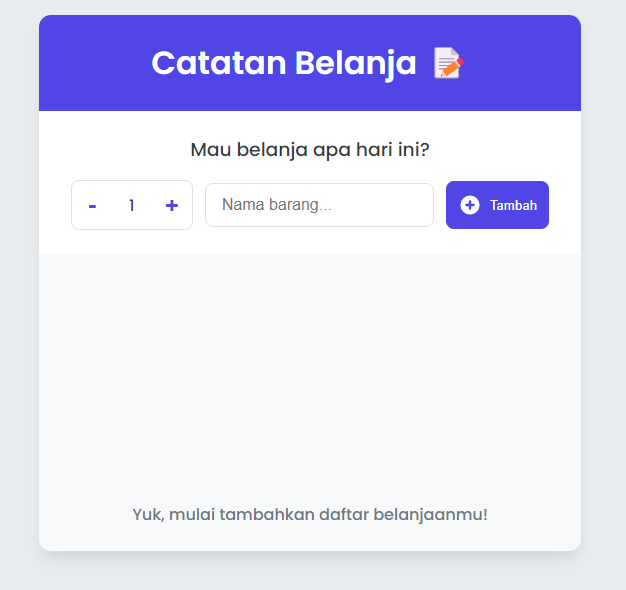 Catatan Belanja 📝
Mau belanja apa hari ini?
- 1 + Nama barang... Tambah
Yuk, mulai tambahkan daftar belanjaanmu!